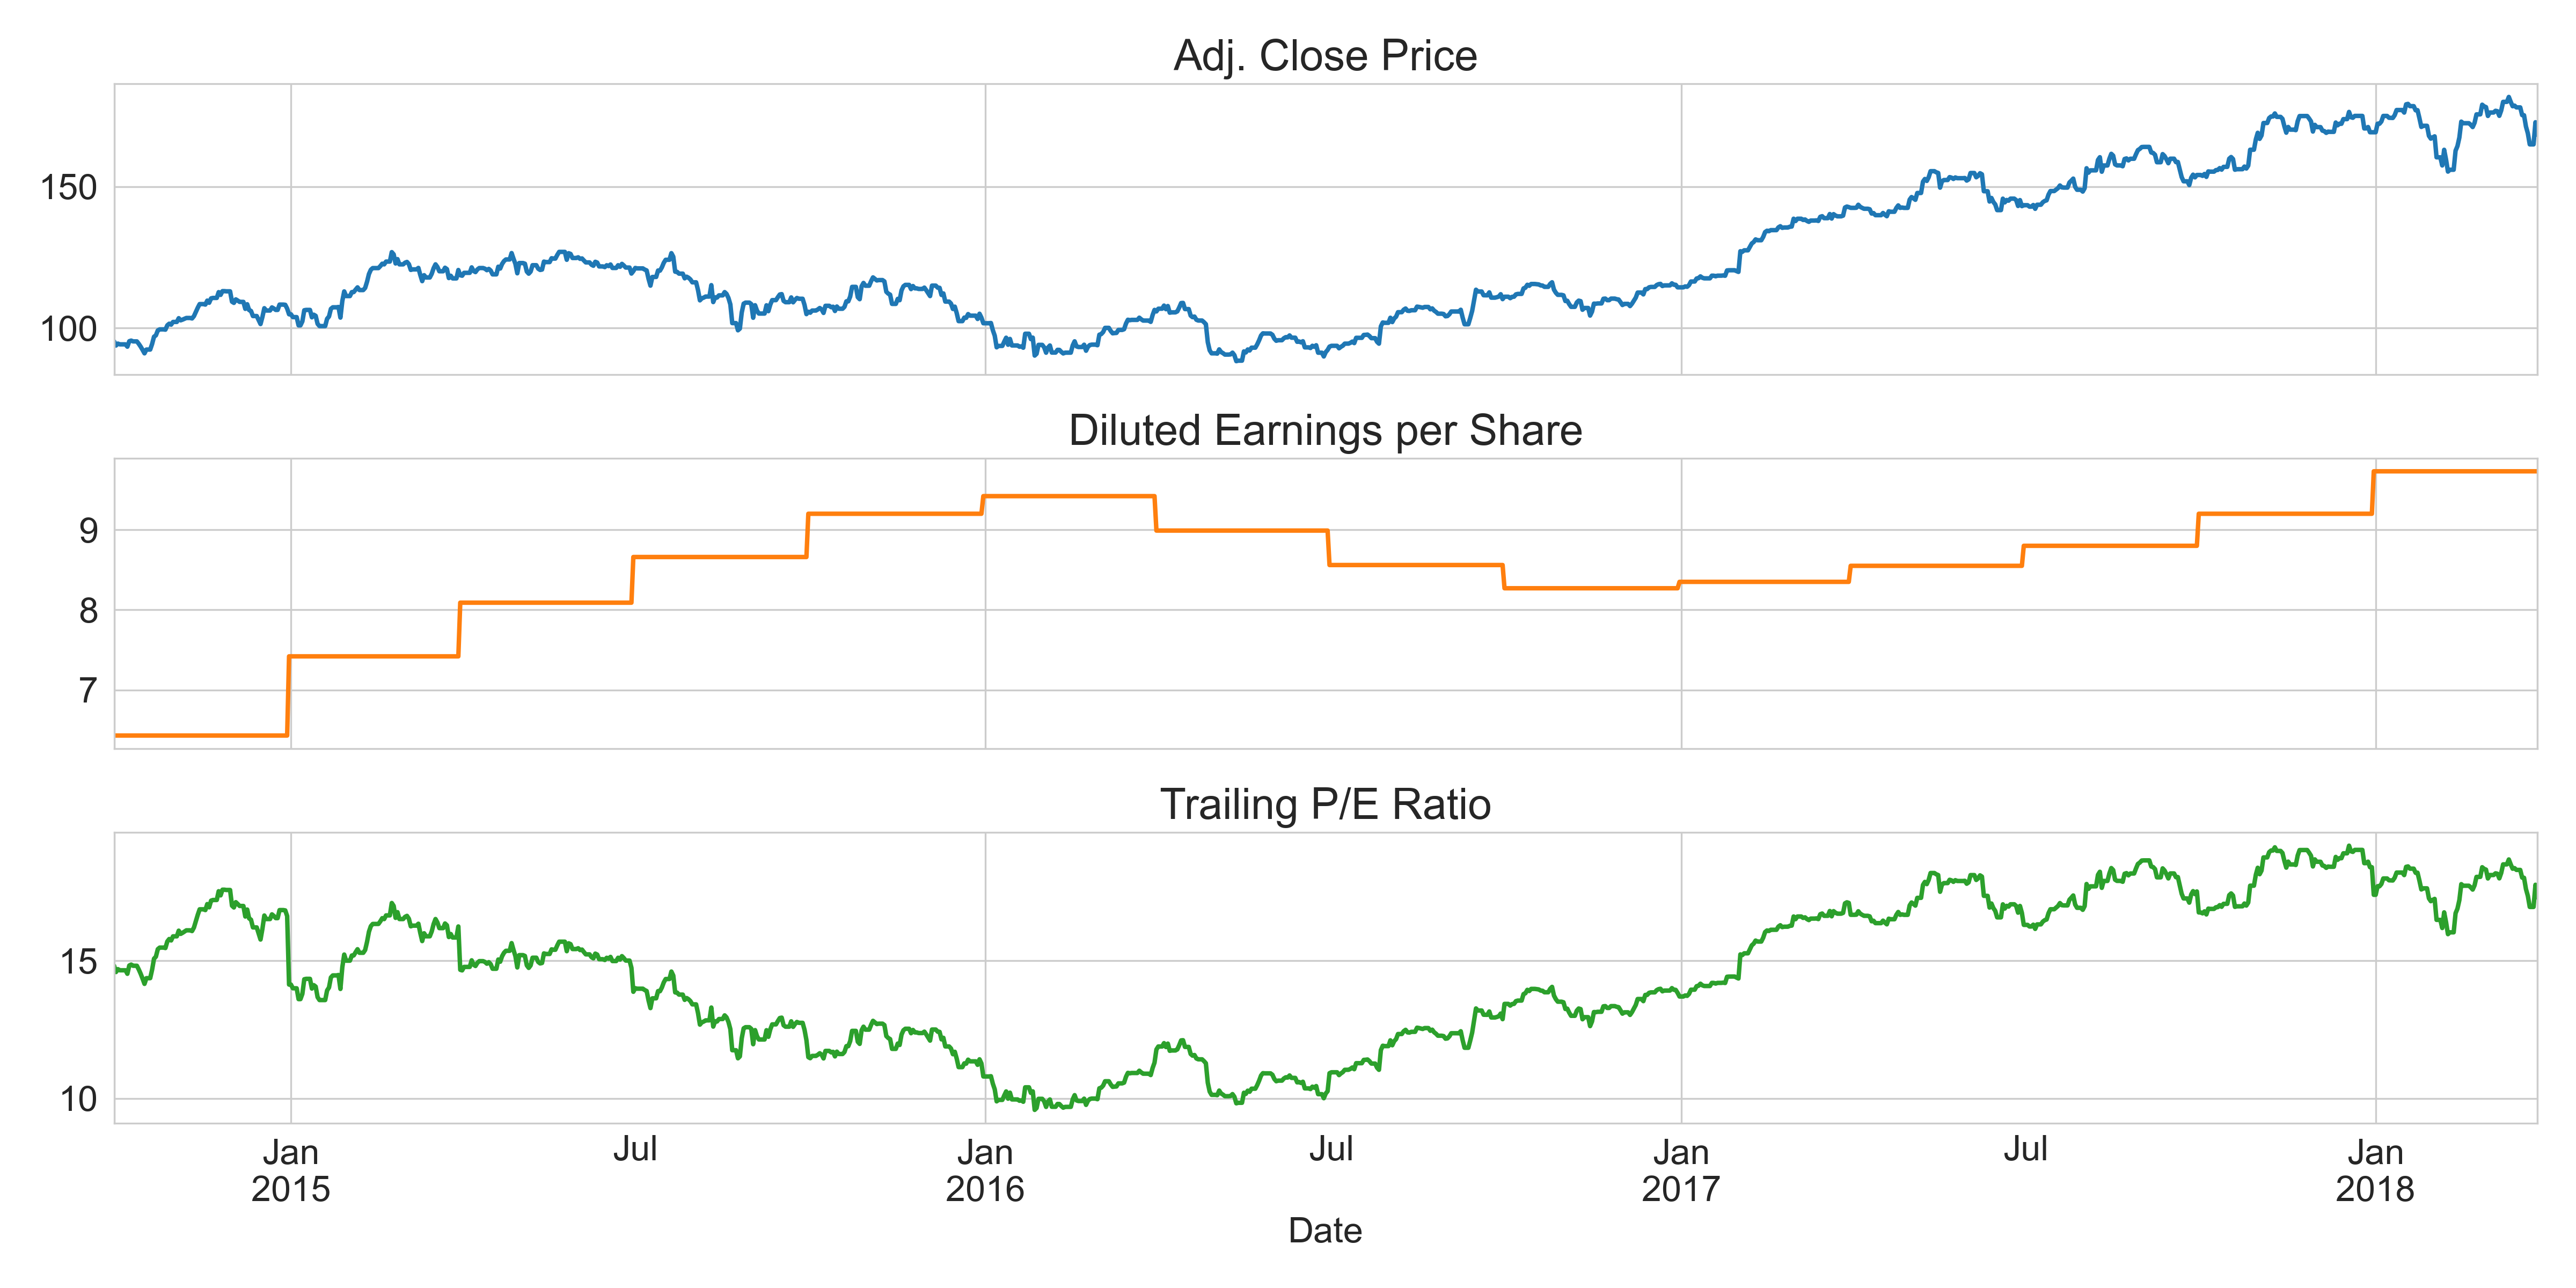 Adj. Close Price
150
100
Diluted Earnings per Share
9
8
7
Trailing P/E Ratio
15
10
Jan Jul Jan Jul Jan Jul Jan
2015 2016 2017 2018
Date